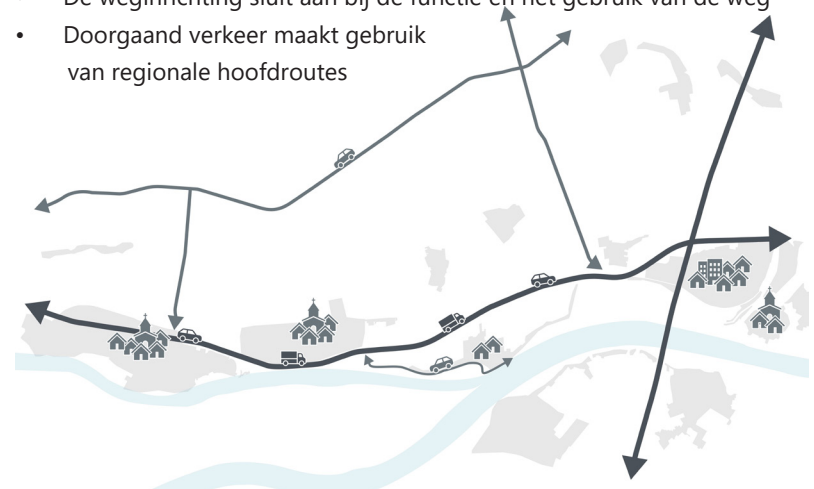 De weginrichting sluit aan bij de functie en het gebruik van de weg
• Doorgaand verkeer maakt gebruik
van regionale hoofdroutes